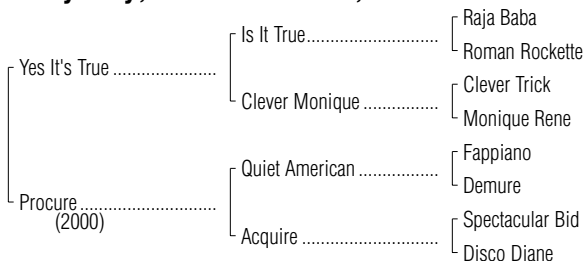 Raja Baba
Is It True
Roman Rockette
Yes It's True
Clever Trick
Clever Monique
Monique Rene
Fappiano
Quiet American
Demure
Procure
(2000)
Spectacular Bid
Acquire
Disco Diane